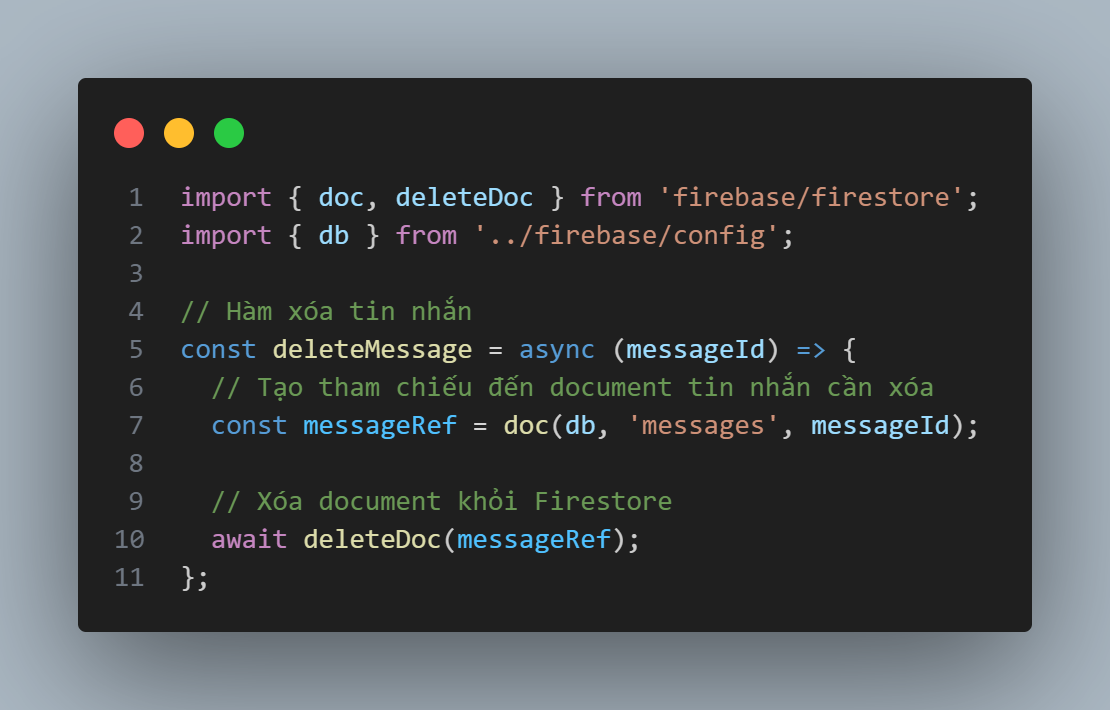 1 import { doc, deleteDoc } from 'firebase/firestore';
2 import { db } from '../firebase/config';
3
4 // Hàm xóa tin nhắn
5 const deleteMessage = async (messageId) => {
6   // Tạo tham chiếu đến document tin nhắn cần xóa
7   const messageRef = doc(db, 'messages', messageId);
8
9   // Xóa document khỏi Firestore
10   await deleteDoc(messageRef);
11 };